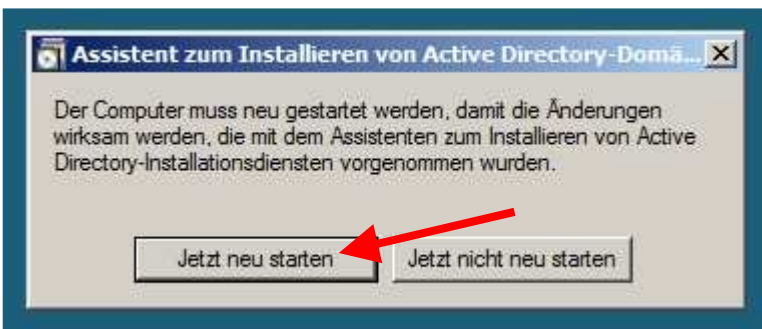 Assistent zum Installieren von Active Directory-Domä...
Der Computer muss neu gestartet werden, damit die Änderungen
wirksam werden, die mit dem Assistenten zum Installieren von Active
Directory-Installationsdiensten vorgenommen wurden.
Jetzt neu starten
Jetzt nicht neu starten